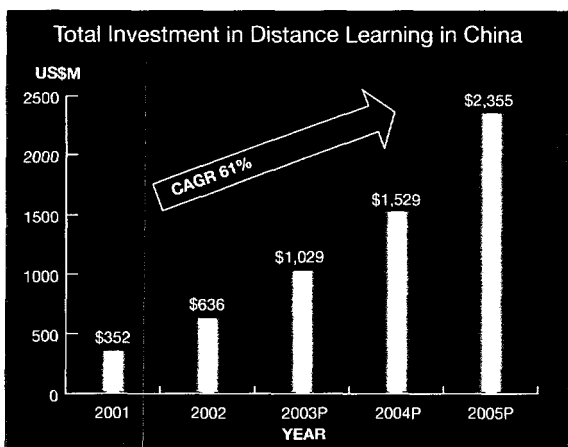 Total Investment in Distance Learning in China
US$M
2500
2000
1500
1000
500
0
CAGR 61%
$352
$636
$1,029
$1,529
$2,355
2001 2002 2003P 2004P 2005P
YEAR